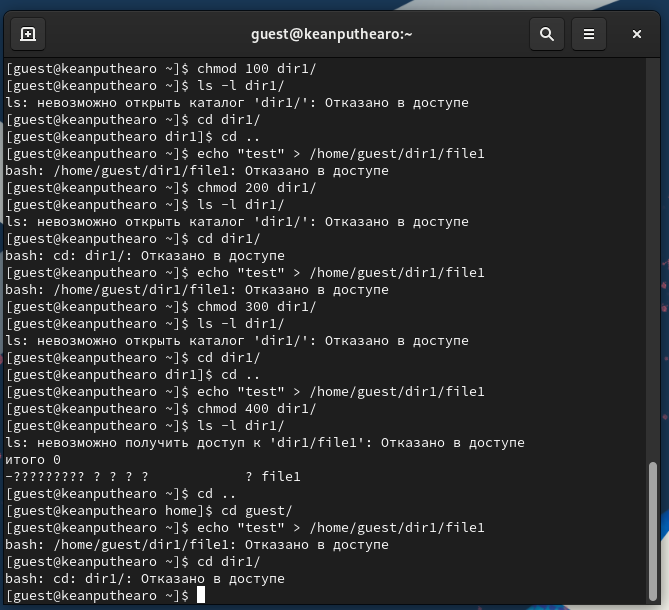 guest@keanputhearo:~
[guest@keanputhearo ~]$ chmod 100 dir1/
[guest@keanputhearo ~]$ ls -l dir1/
ls: невозможно открыть каталог 'dir1/': Отказано в доступе
[guest@keanputhearo ~]$ cd dir1/
[guest@keanputhearo dir1]$ cd ..
[guest@keanputhearo ~]$ echo "test" > /home/guest/dir1/file1
bash: /home/guest/dir1/file1: Отказано в доступе
[guest@keanputhearo ~]$ chmod 200 dir1/
[guest@keanputhearo ~]$ ls -l dir1/
ls: невозможно открыть каталог 'dir1/': Отказано в доступе
[guest@keanputhearo ~]$ cd dir1/
bash: cd: dir1/: Отказано в доступе
[guest@keanputhearo ~]$ echo "test" > /home/guest/dir1/file1
bash: /home/guest/dir1/file1: Отказано в доступе
[guest@keanputhearo ~]$ chmod 300 dir1/
[guest@keanputhearo ~]$ ls -l dir1/
ls: невозможно открыть каталог 'dir1/': Отказано в доступе
[guest@keanputhearo ~]$ cd dir1/
[guest@keanputhearo dir1]$ cd ..
[guest@keanputhearo ~]$ echo "test" > /home/guest/dir1/file1
[guest@keanputhearo ~]$ chmod 400 dir1/
[guest@keanputhearo ~]$ ls -l dir1/
ls: невозможно получить доступ к 'dir1/file1': Отказано в доступе
итого 0
-????????? ? ? ? ?            ? file1
[guest@keanputhearo ~]$ cd ..
[guest@keanputhearo home]$ cd guest/
[guest@keanputhearo ~]$ echo "test" > /home/guest/dir1/file1
bash: /home/guest/dir1/file1: Отказано в доступе
[guest@keanputhearo ~]$ cd dir1/
bash: cd: dir1/: Отказано в доступе
[guest@keanputhearo ~]$